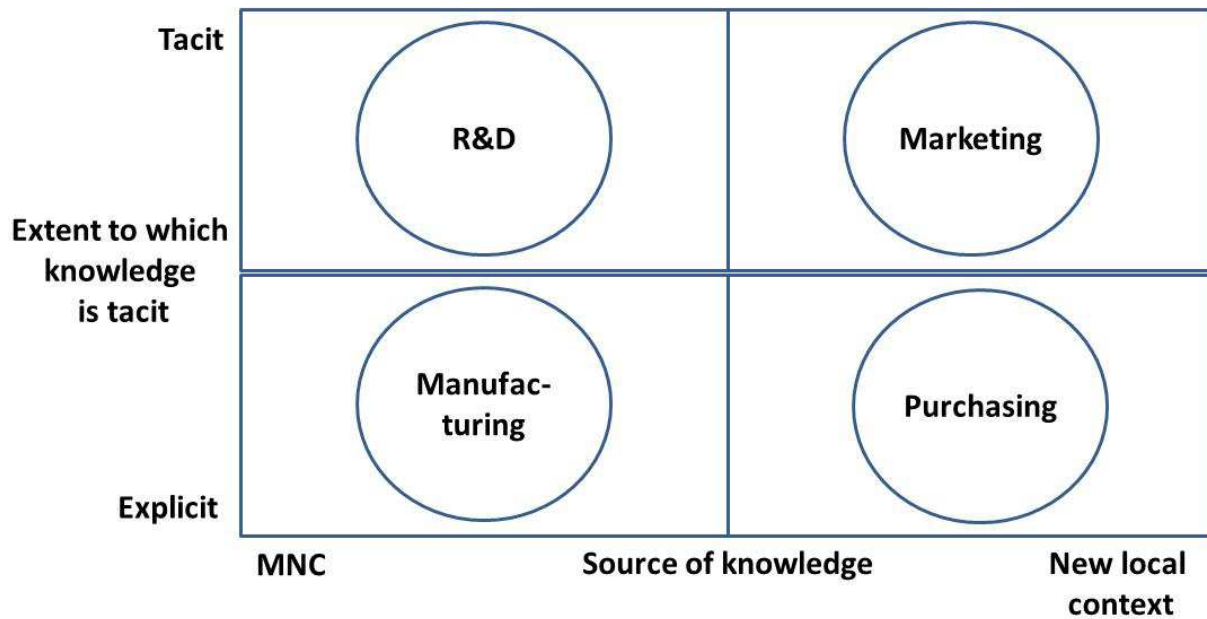 Tacit
R&D
Marketing
Extent to which
knowledge
is tacit
Manufac-
turing
Purchasing
Explicit
MNC
Source of knowledge
New local
context